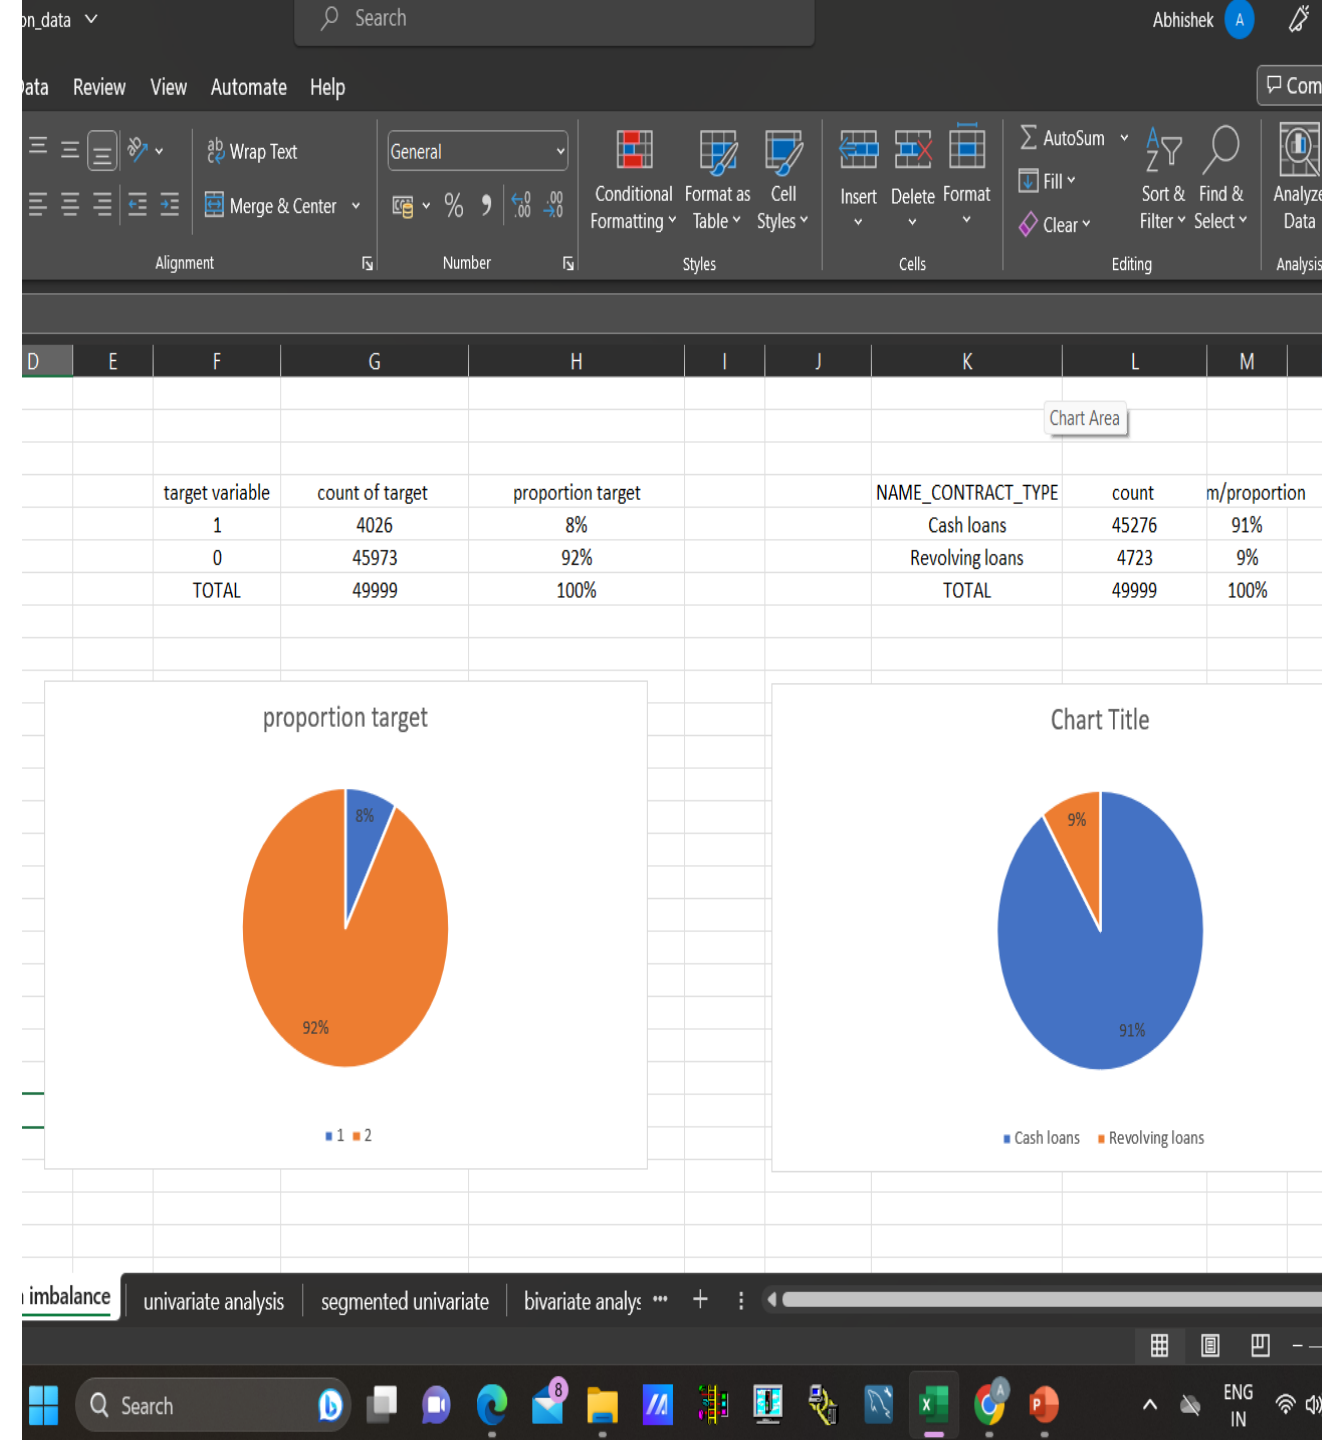 on_data
Search
Abhishek A
Data Review View Automate Help
Com
Wrap Text
General
AutoSum
Fill
Clear
Merge & Center
Conditional Formatting
Format as Table
Cell Styles
Insert Delete Format
Sort & Filter
Find & Select
Analyze Data
Alignment Number Styles Cells Editing Analysis
D E F G H I J K L M
Chart Area
target variable count of target proportion target NAME_CONTRACT_TYPE count m/proportion
1 4026 8% Cash loans 45276 91%
0 45973 92% Revolving loans 4723 9%
TOTAL 49999 100% TOTAL 49999 100%
proportion target
8%
92%
1 2
Chart Title
9%
91%
Cash loans Revolving loans
imbalance univariate analysis segmented univariate bivariate analys
Search
8
ENG
IN